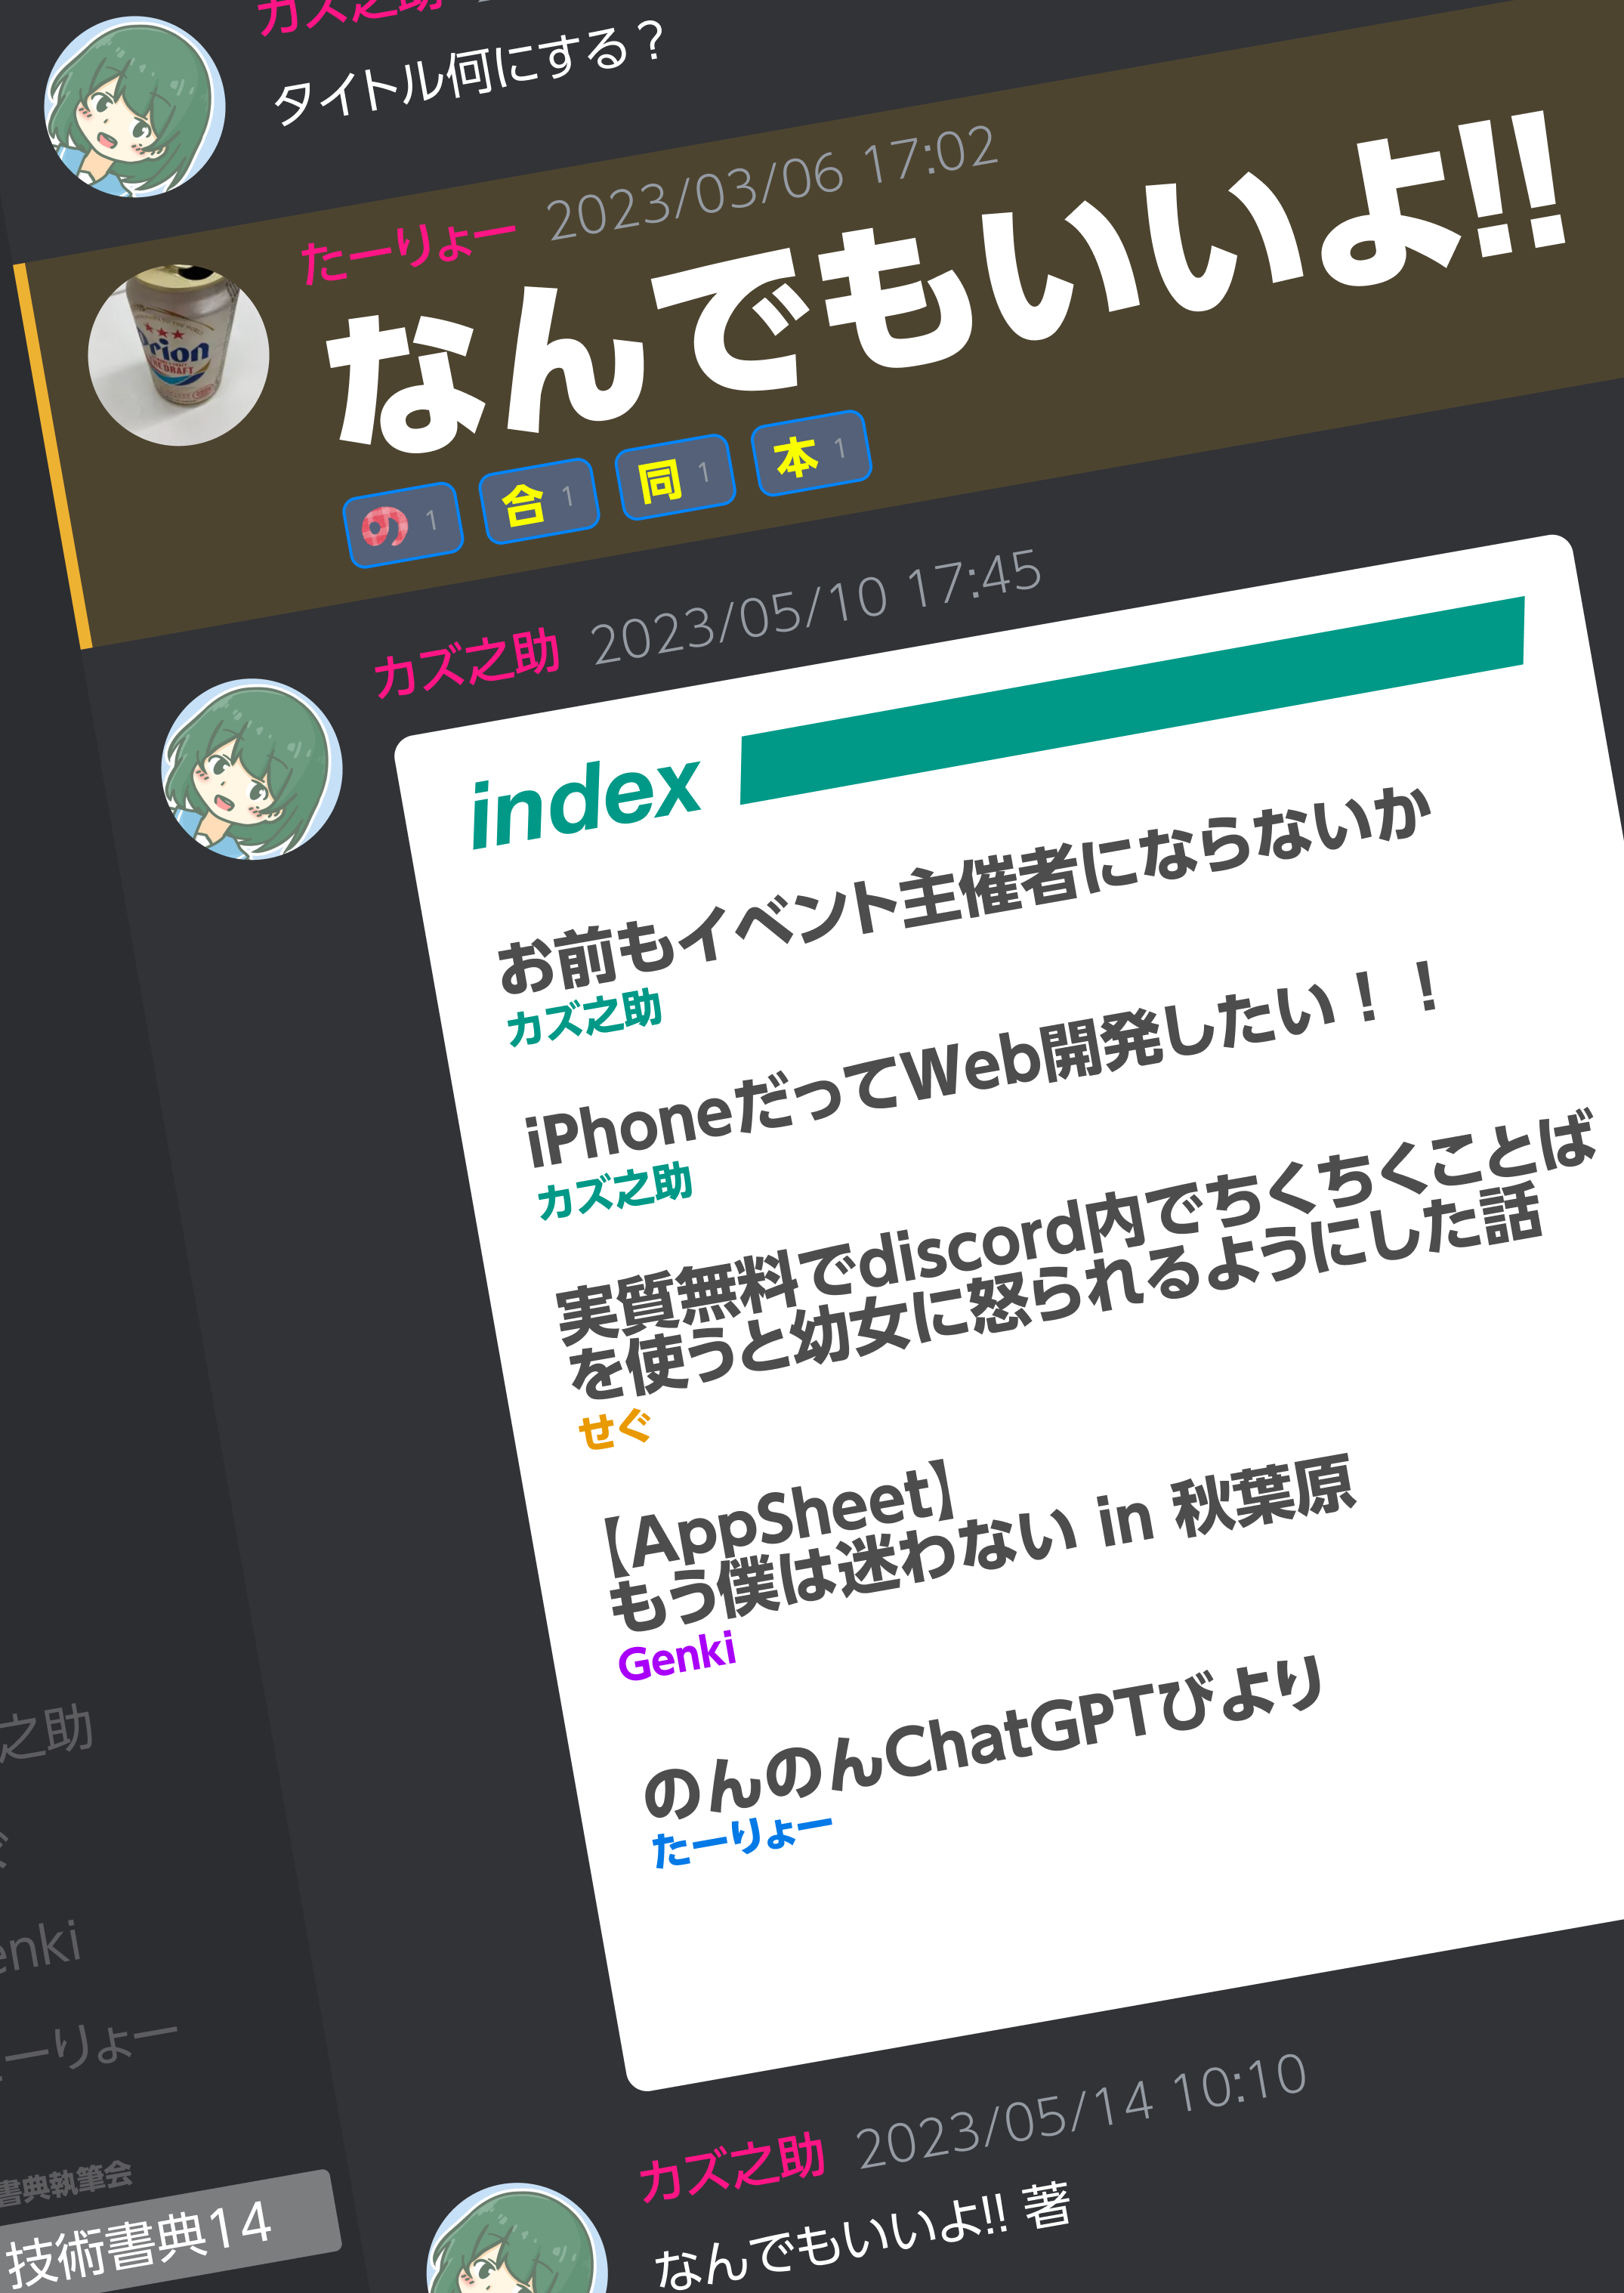 カズ之助
タイトル何にする？
たーりょー 2023/03/06 17:02
なんでもいいよ!!
の 1 合 1 同 1 本 1
カズ之助 2023/05/10 17:45
index
お前もイベント主催者にならないか
カズ之助
iPhoneだってWeb開発したい！！
カズ之助
実質無料でdiscord内でちくちくことば
を使うと幼女に怒られるようにした話
せぐ
【AppSheet】
もう僕は迷わない in 秋葉原
Genki
のんのんChatGPTびより
たーりょー
カズ之助 2023/05/14 10:10
なんでもいいよ!! 著
之助
enki
ーりょー
書典執筆会
技術書典14
rion
DRAFT